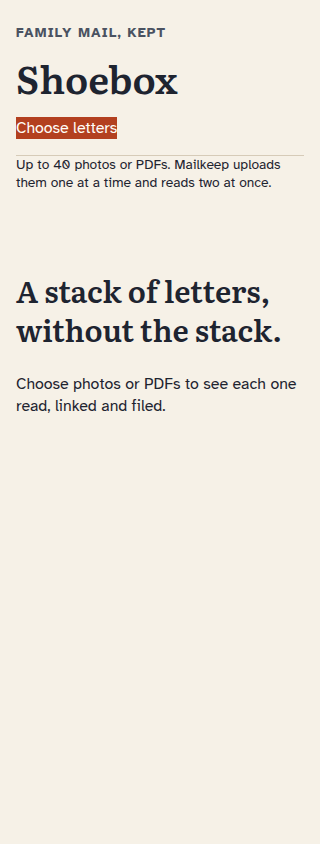 FAMILY MAIL, KEPT
Shoebox
Choose letters
Up to 40 photos or PDFs. Mailkeep uploads
them one at a time and reads two at once.
A stack of letters,
without the stack.
Choose photos or PDFs to see each one
read, linked and filed.